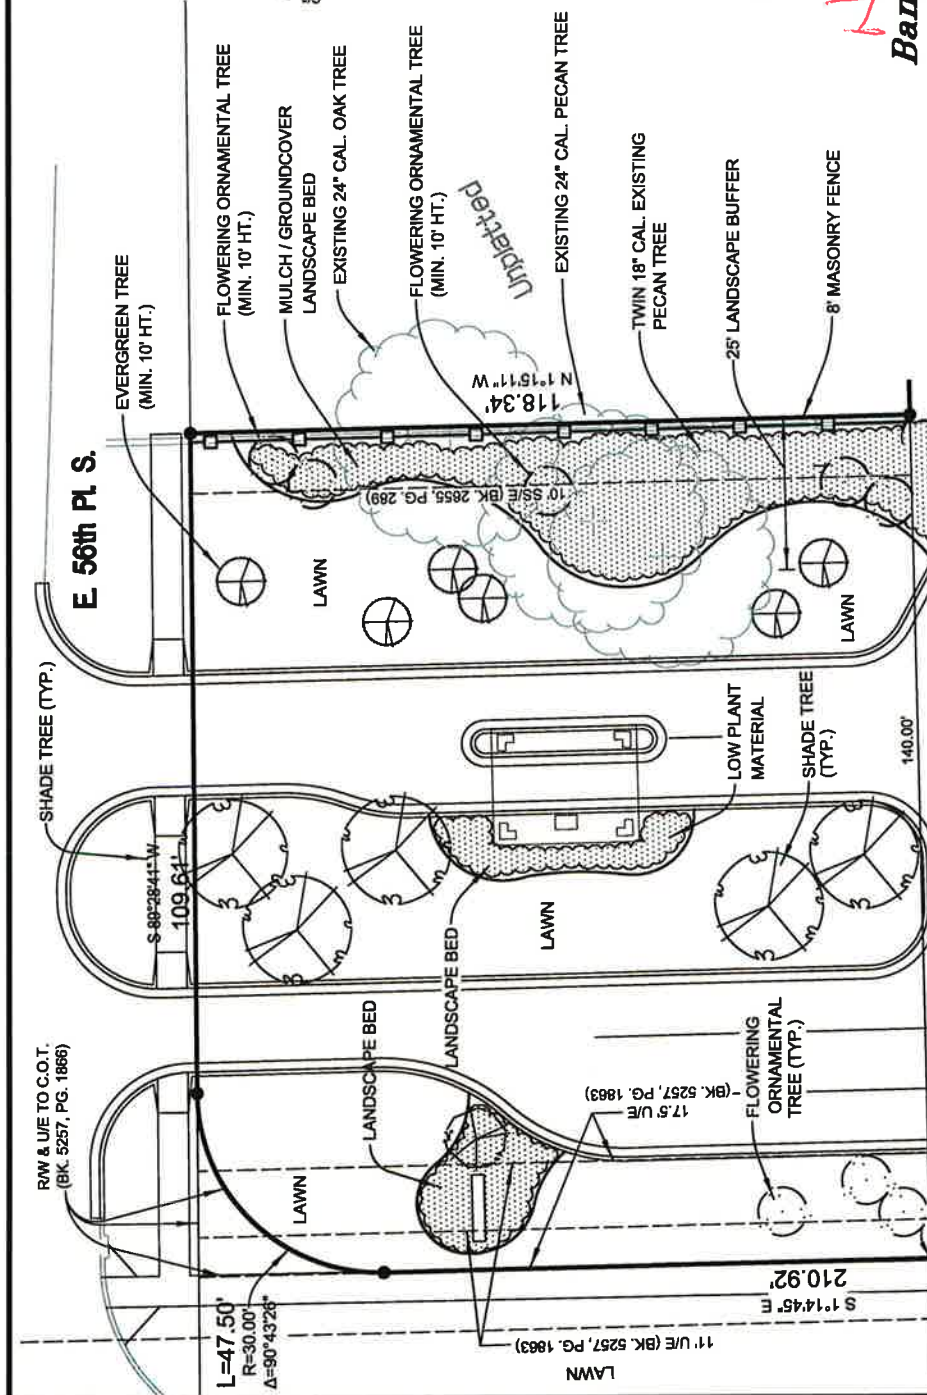 E. 56th Pl. S.
SHADE TREE (TYP.)
EVERGREEN TREE
(MIN. 10' HT.)
FLOWERING ORNAMENTAL TREE
(MIN. 10' HT.)
MULCH / GROUNDCOVER
LANDSCAPE BED
EXISTING 24" CAL. OAK TREE
FLOWERING ORNAMENTAL TREE
(MIN. 10' HT.)
Unplatted
EXISTING 24" CAL. PECAN TREE
TWIN 18" CAL. EXISTING
PECAN TREE
25' LANDSCAPE BUFFER
8' MASONRY FENCE
118.34'
N 1°15'11" W
10' SS/E (BK. 2655, PG. 289)
LAWN
LAWN
R/W & U/E TO C.O.T.
(BK. 5257, PG. 1866)
S 89°28'41" W
109.61'
LOW PLANT
MATERIAL
SHADE TREE
(TYP.)
140.00'
LANDSCAPE BED
LAWN
LANDSCAPE BED
LAWN
17.5' U/E
(BK. 5257, PG. 1863)
FLOWERING
ORNAMENTAL
TREE (TYP.)
L=47.50'
R=30.00'
Δ=90°43'26"
11' U/E (BK. 5257, PG. 1863)
210.92'
S 1°14'45" E
LAWN
Ban